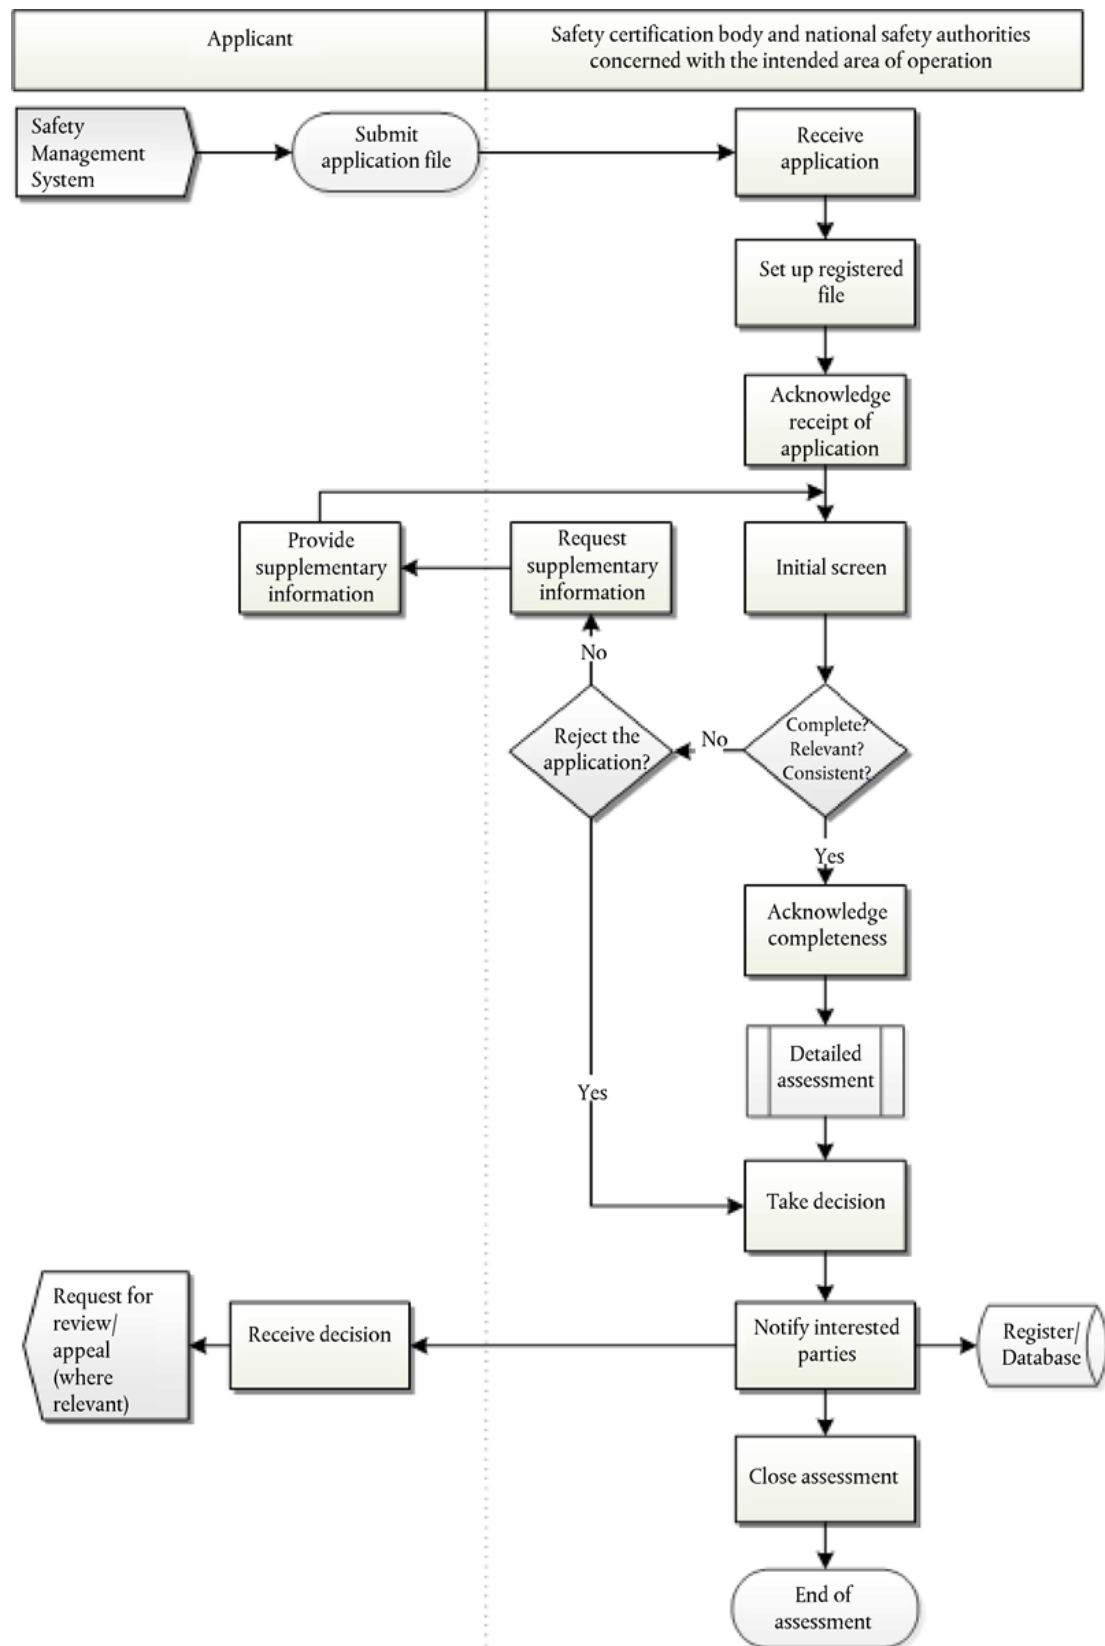 Applicant
Safety certification body and national safety authorities
concerned with the intended area of operation
Safety
Management
System
Submit
application file
Receive
application
Set up registered
file
Acknowledge
receipt of
application
Provide
supplementary
information
Request
supplementary
information
Initial screen
No
Reject the
application?
No
Complete?
Relevant?
Consistent?
Yes
Acknowledge
completeness
Detailed
assessment
Yes
Take decision
Request for
review/
appeal
(where
relevant)
Receive decision
Notify interested
parties
Register/
Database
Close assessment
End of
assessment